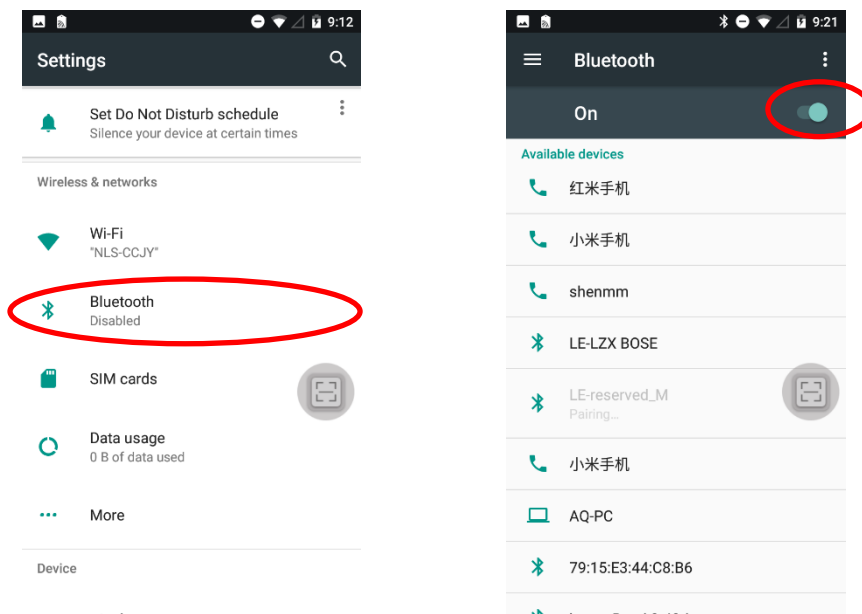 9:12
Settings
Set Do Not Disturb schedule
Silence your device at certain times
Wireless & networks
Wi-Fi
"NLS-CCJY"
Bluetooth
Disabled
SIM cards
Data usage
0 B of data used
More
Device
9:21
Bluetooth
On
Available devices
红米手机
小米手机
shenmm
LE-LZX BOSE
LE-reserved_M
Pairing...
小米手机
AQ-PC
79:15:E3:44:C8:B6